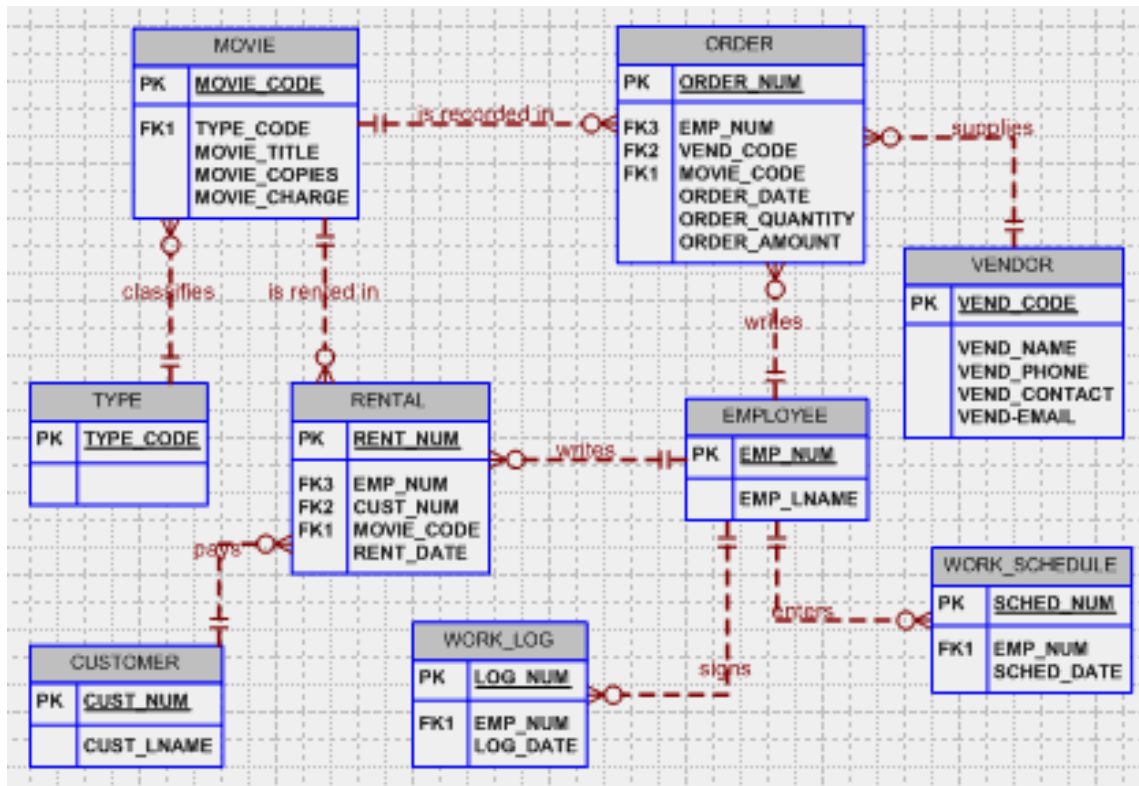 MOVIE
PK MOVIE_CODE
FK1 TYPE_CODE
MOVIE_TITLE
MOVIE_COPIES
MOVIE_CHARGE
is recorded in
ORDER
PK ORDER_NUM
FK3 EMP_NUM
FK2 VEND_CODE
FK1 MOVIE_CODE
ORDER_DATE
ORDER_QUANTITY
ORDER_AMOUNT
supplies
VENDOR
PK VEND_CODE
VEND_NAME
VEND_PHONE
VEND_CONTACT
VEND-EMAIL
classifies
is rented in
writes
TYPE
PK TYPE_CODE
RENTAL
PK RENT_NUM
FK3 EMP_NUM
FK2 CUST_NUM
FK1 MOVIE_CODE
RENT_DATE
writes
EMPLOYEE
PK EMP_NUM
EMP_LNAME
pays
enters
signs
CUSTOMER
PK CUST_NUM
CUST_LNAME
WORK_LOG
PK LOG_NUM
FK1 EMP_NUM
LOG_DATE
WORK_SCHEDULE
PK SCHED_NUM
FK1 EMP_NUM
SCHED_DATE